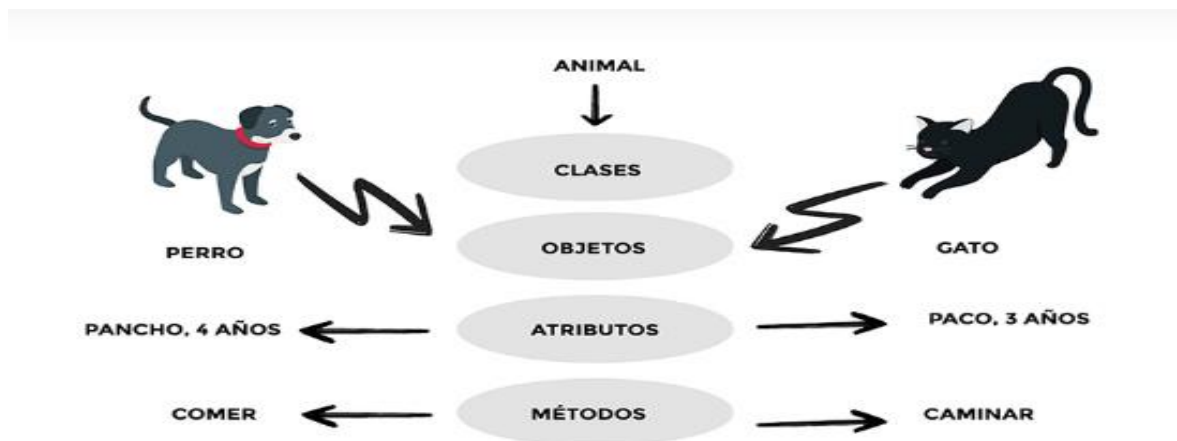 ANIMAL
CLASES
OBJETOS
PERRO
GATO
PANCHO, 4 AÑOS
ATRIBUTOS
PACO, 3 AÑOS
COMER
MÉTODOS
CAMINAR